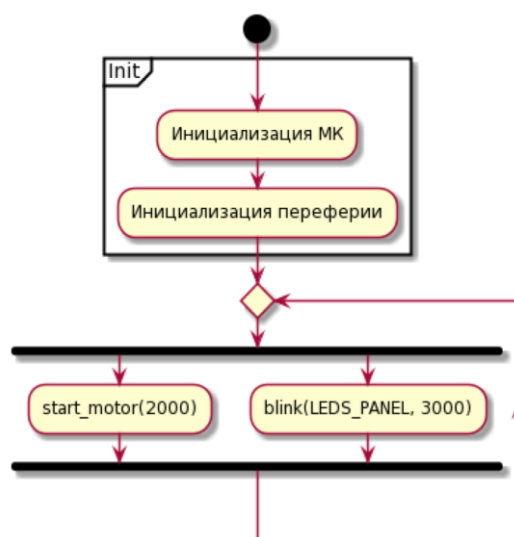 Init
Инициализация МК
Инициализация переферии
start_motor(2000)
blink(LEDS_PANEL, 3000)